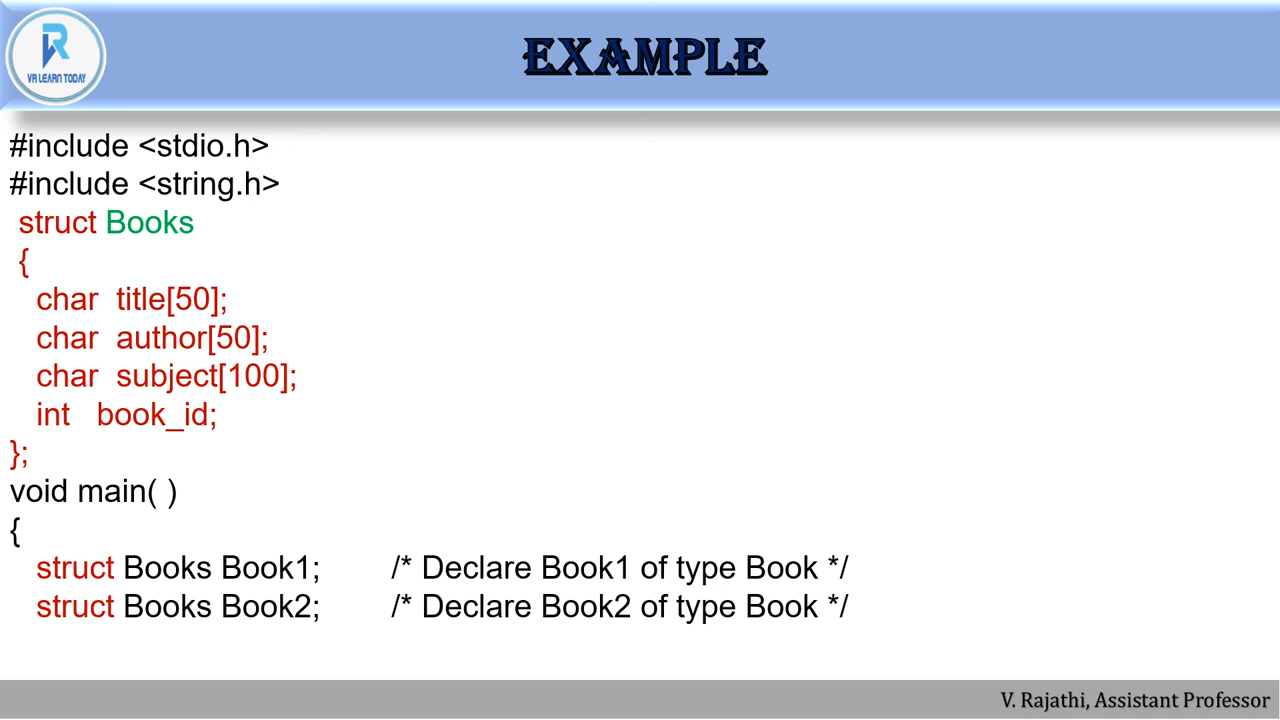 VR LEARN TODAY
EXAMPLE
#include <stdio.h>
#include <string.h>
struct Books
{
char title[50];
char author[50];
char subject[100];
int book_id;
};
void main( )
{
struct Books Book1; /* Declare Book1 of type Book */
struct Books Book2; /* Declare Book2 of type Book */
V. Rajathi, Assistant Professor